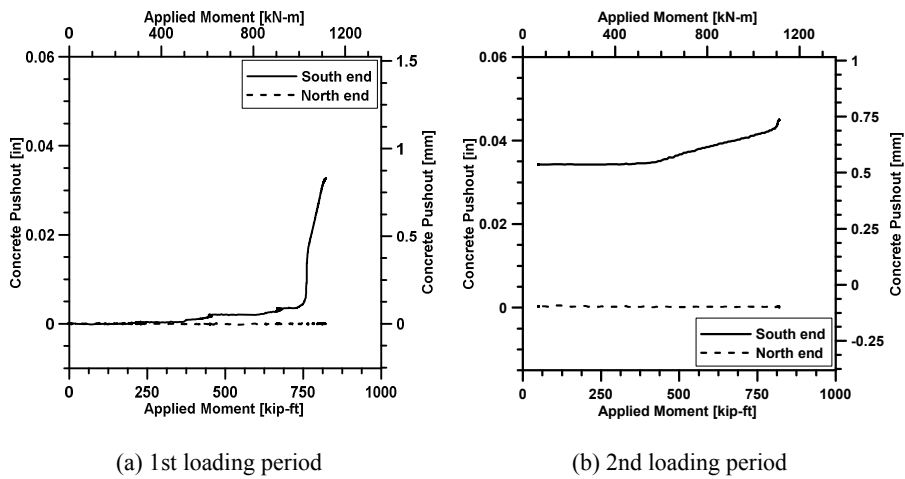 Applied Moment [kN-m]
0 400 800 1200
0.06
0.04
0.02
0
Concrete Pushout [in]
1.5
1
0.5
0
Concrete Pushout [mm]
South end
North end
0 250 500 750 1000
Applied Moment [kip-ft]
(a) 1st loading period
Applied Moment [kN-m]
0 400 800 1200
0.06
0.04
0.02
0
Concrete Pushout [in]
1
0.75
0.5
0.25
0
-0.25
Concrete Pushout [mm]
South end
North end
0 250 500 750 1000
Applied Moment [kip-ft]
(b) 2nd loading period